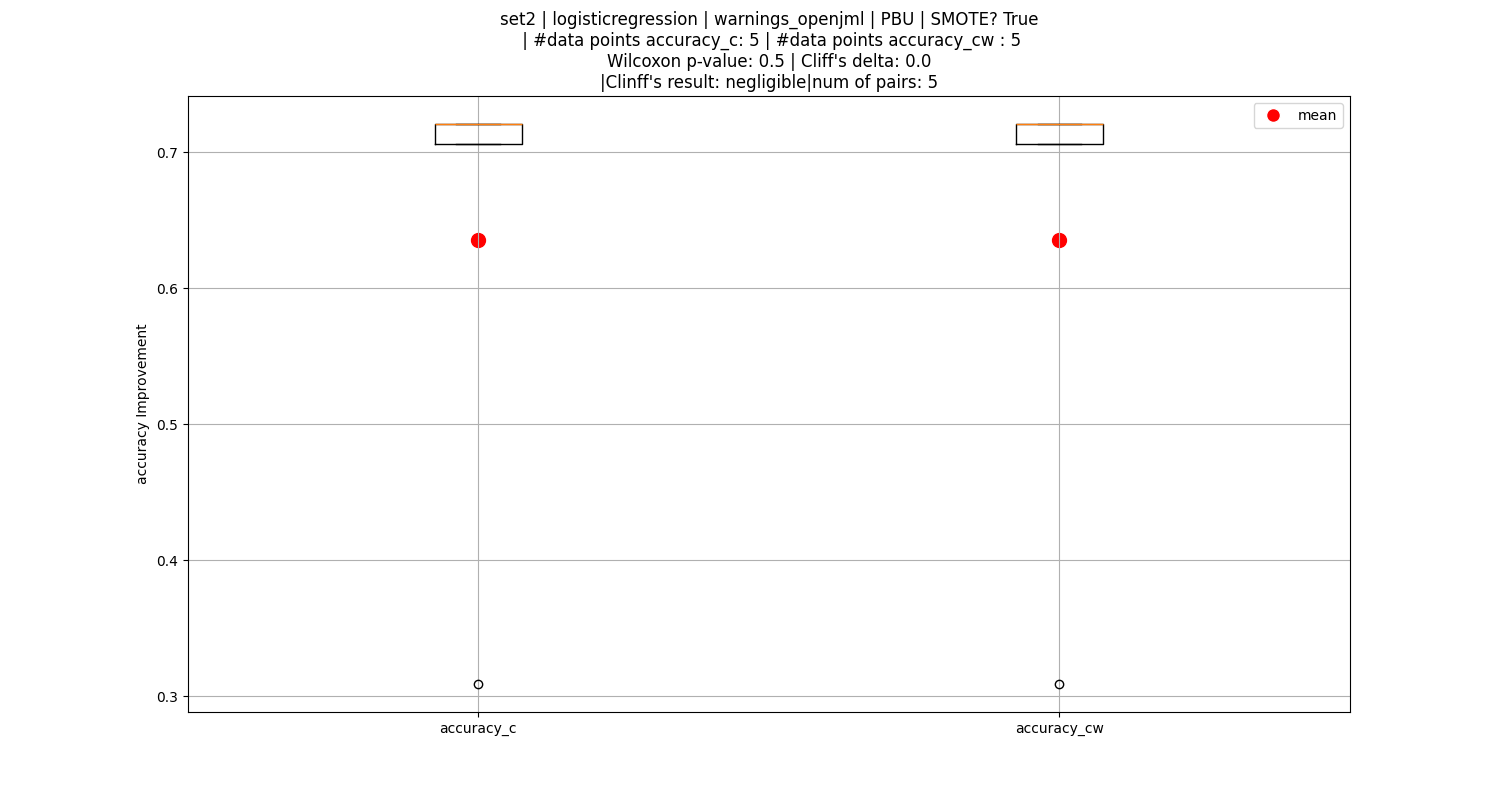 set2 | logisticregression | warnings_openjml | PBU | SMOTE? True
| #data points accuracy_c: 5 | #data points accuracy_cw : 5
Wilcoxon p-value: 0.5 | Cliff's delta: 0.0
|Clinff's result: negligible|num of pairs: 5
mean
0.7
0.6
0.5
0.4
0.3
accuracy Improvement
accuracy_c
accuracy_cw